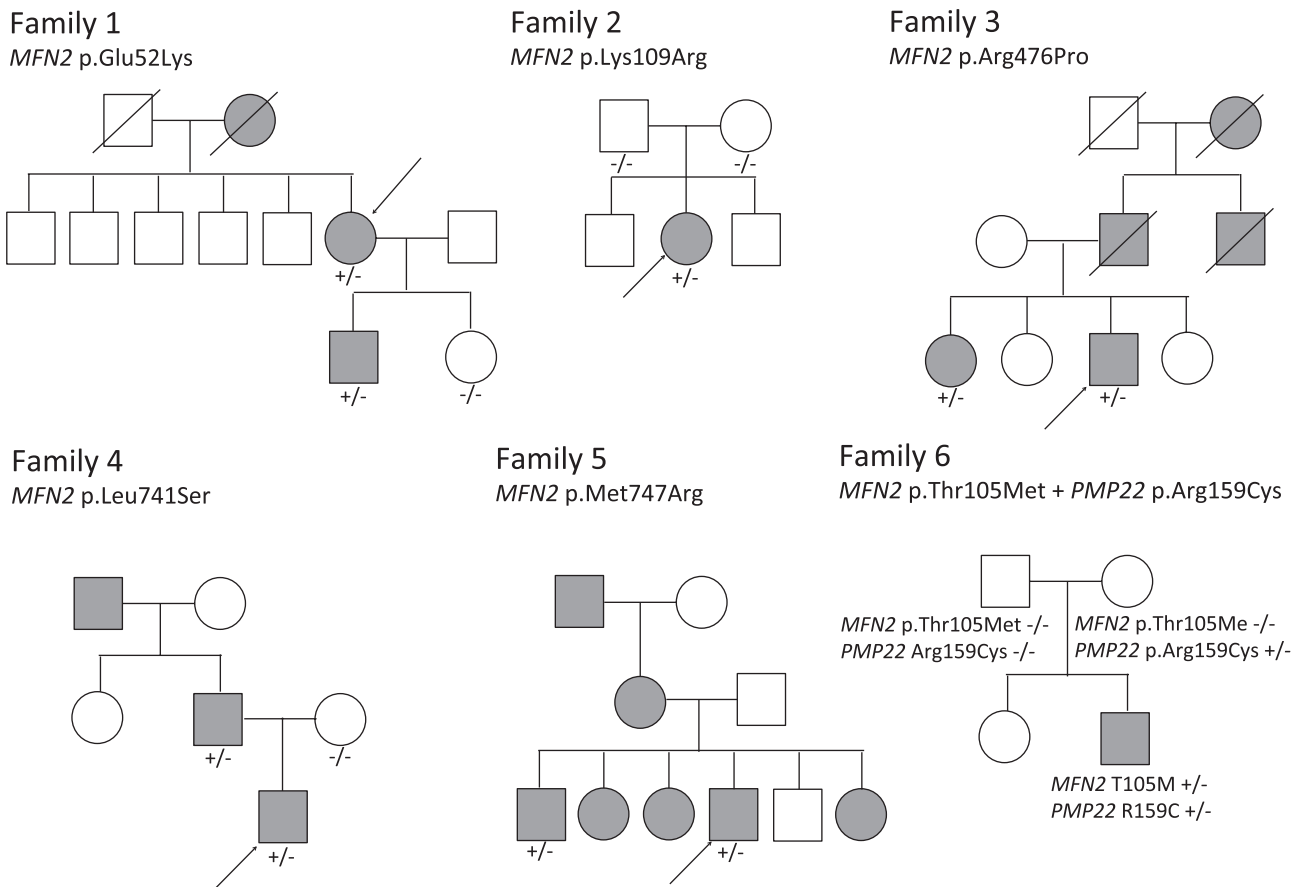 Family 1
MFN2 p.Glu52Lys
+/-
+/-
-/-
Family 2
MFN2 p.Lys109Arg
-/-
-/-
+/-
Family 3
MFN2 p.Arg476Pro
+/-
+/-
Family 4
MFN2 p.Leu741Ser
+/-
-/-
+/-
Family 5
MFN2 p.Met747Arg
+/-
+/-
Family 6
MFN2 p.Thr105Met + PMP22 p.Arg159Cys
MFN2 p.Thr105Met -/-
PMP22 Arg159Cys -/-
MFN2 p.Thr105Me -/-
PMP22 p.Arg159Cys +/-
MFN2 T105M +/-
PMP22 R159C +/-